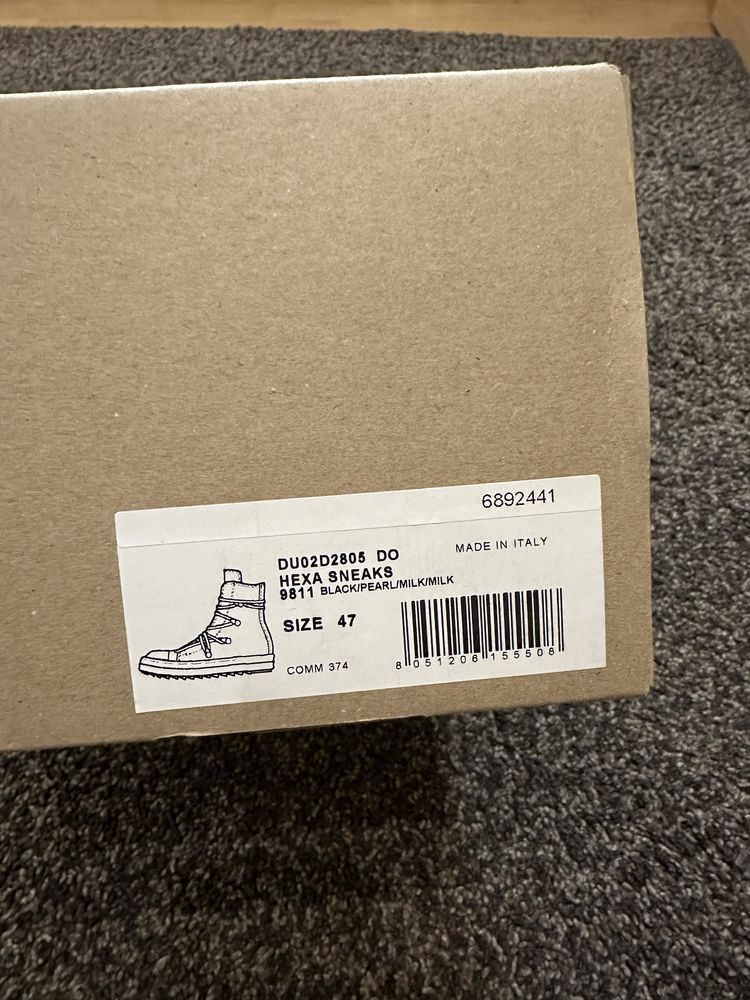 6892441
DU02D2805 DO
MADE IN ITALY
HEXA SNEAKS
9811 BLACK/PEARL/MILK/MILK
SIZE 47
COMM 374
8 051206 155508